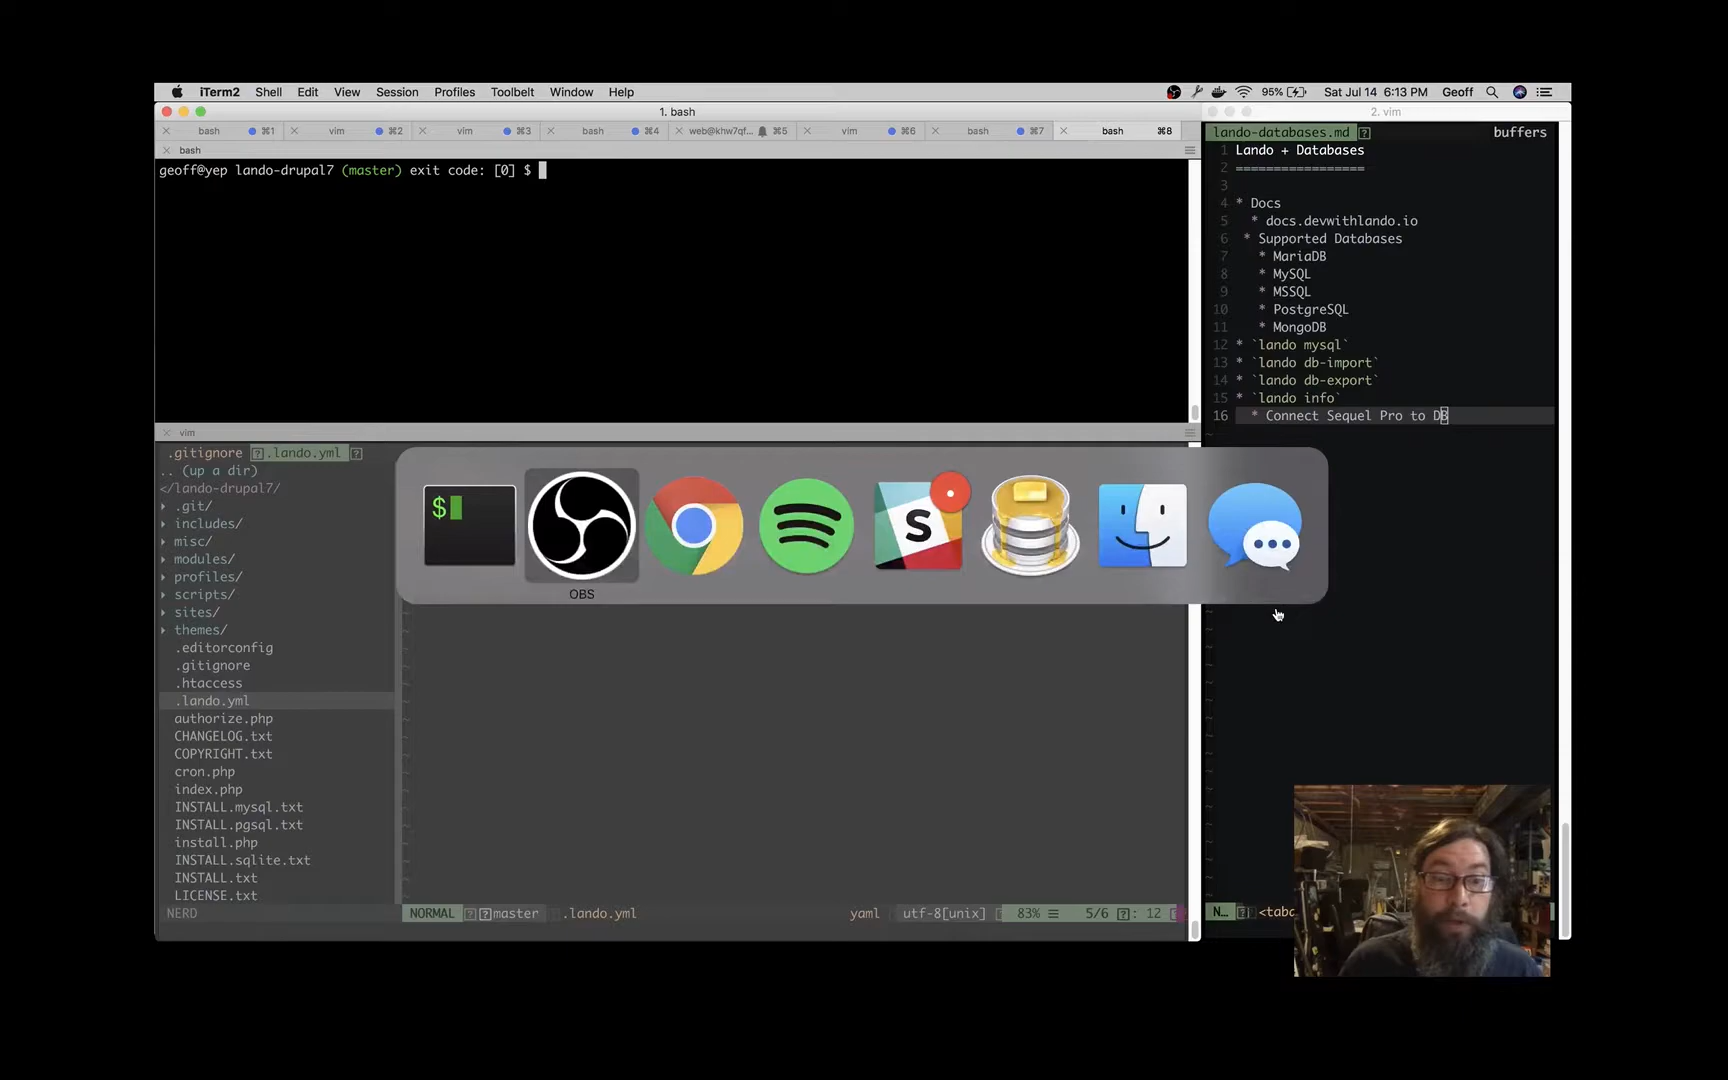 iTerm2 Shell Edit View Session Profiles Toolbelt Window Help 95% Sat Jul 14 6:13 PM Geoff
1. bash
bash ⌘1 vim ⌘2 vim ⌘3 bash ⌘4 web@khw7qf... ⌘5 vim ⌘6 bash ⌘7 bash ⌘8
bash
geoff@yep lando-drupal7 (master) exit code: [0] $
vim
.gitignore .lando.yml
.. (up a dir)
</lando-drupal7/
.git/
includes/
misc/
modules/
profiles/
scripts/
sites/
themes/
.editorconfig
.gitignore
.htaccess
.lando.yml
authorize.php
CHANGELOG.txt
COPYRIGHT.txt
cron.php
index.php
INSTALL.mysql.txt
INSTALL.pgsql.txt
install.php
INSTALL.sqlite.txt
INSTALL.txt
LICENSE.txt
NERD
NORMAL master .lando.yml yaml utf-8[unix] 83% 5/6 : 12
$
S
OBS
2. vim
lando-databases.md buffers
1 Lando + Databases
2 =================
3
4 * Docs
5 * docs.devwithlando.io
6 * Supported Databases
7 * MariaDB
8 * MySQL
9 * MSSQL
10 * PostgreSQL
11 * MongoDB
12 * `lando mysql`
13 * `lando db-import`
14 * `lando db-export`
15 * `lando info`
16 * Connect Sequel Pro to DB
N... <taba